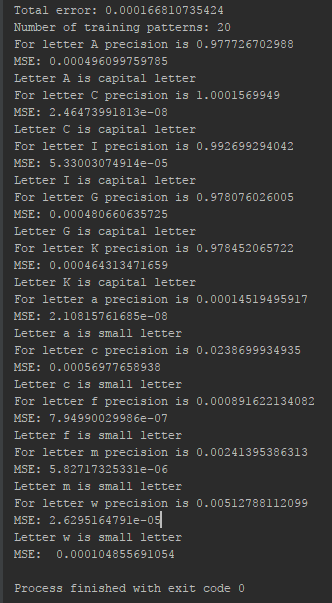 Total error: 0.000166810735424
Number of training patterns: 20
For letter A precision is 0.977726702988
MSE: 0.000496099759785
Letter A is capital letter
For letter C precision is 1.0001569949
MSE: 2.46473991813e-08
Letter C is capital letter
For letter I precision is 0.992699294042
MSE: 5.33003074914e-05
Letter I is capital letter
For letter G precision is 0.978076026005
MSE: 0.000480660635725
Letter G is capital letter
For letter K precision is 0.978452065722
MSE: 0.000464313471659
Letter K is capital letter
For letter a precision is 0.00014519495917
MSE: 2.10815761685e-08
Letter a is small letter
For letter c precision is 0.0238699934935
MSE: 0.00056977658938
Letter c is small letter
For letter f precision is 0.000891622134082
MSE: 7.94990029986e-07
Letter f is small letter
For letter m precision is 0.00241395386313
MSE: 5.82717325331e-06
Letter m is small letter
For letter w precision is 0.00512788112099
MSE: 2.6295164791e-05
Letter w is small letter
MSE:  0.000104855691054
Process finished with exit code 0